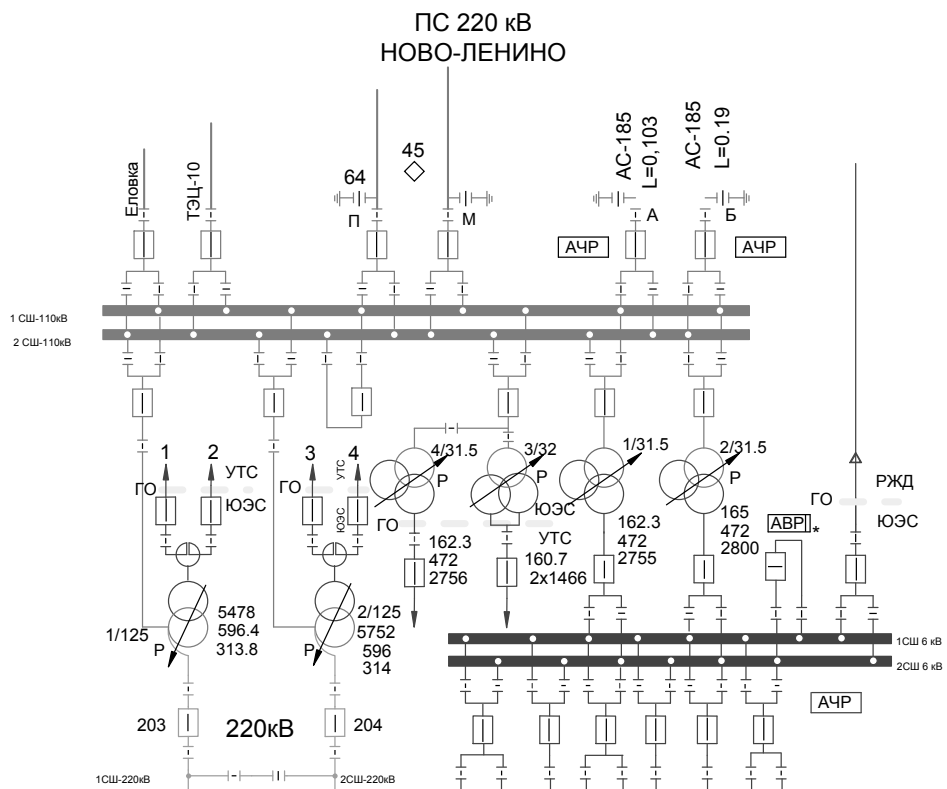 ПС 220 кВ
НОВО-ЛЕНИНО
Еловка
ТЭЦ-10
64
45
П
М
АС-185
L=0,103
АС-185
L=0.19
А
Б
АЧР
АЧР
1 СШ-110кВ
2 СШ-110кВ
1
2
3
4
УТС
ГО
ЮЭС
УТС
ГО
ЮЭС
4/31.5
Р
3/32
Р
1/31.5
2/31.5
Р
ГО
ЮЭС
УТС
162.3
472
2756
160.7
2х1466
162.3
472
2755
165
472
2800
АВР
*
РЖД
ГО
ЮЭС
1/125
Р
5478
596.4
313.8
2/125
Р
5752
596
314
1СШ 6 кВ
2СШ 6 кВ
АЧР
203
220кВ
204
1СШ-220кВ
2СШ-220кВ